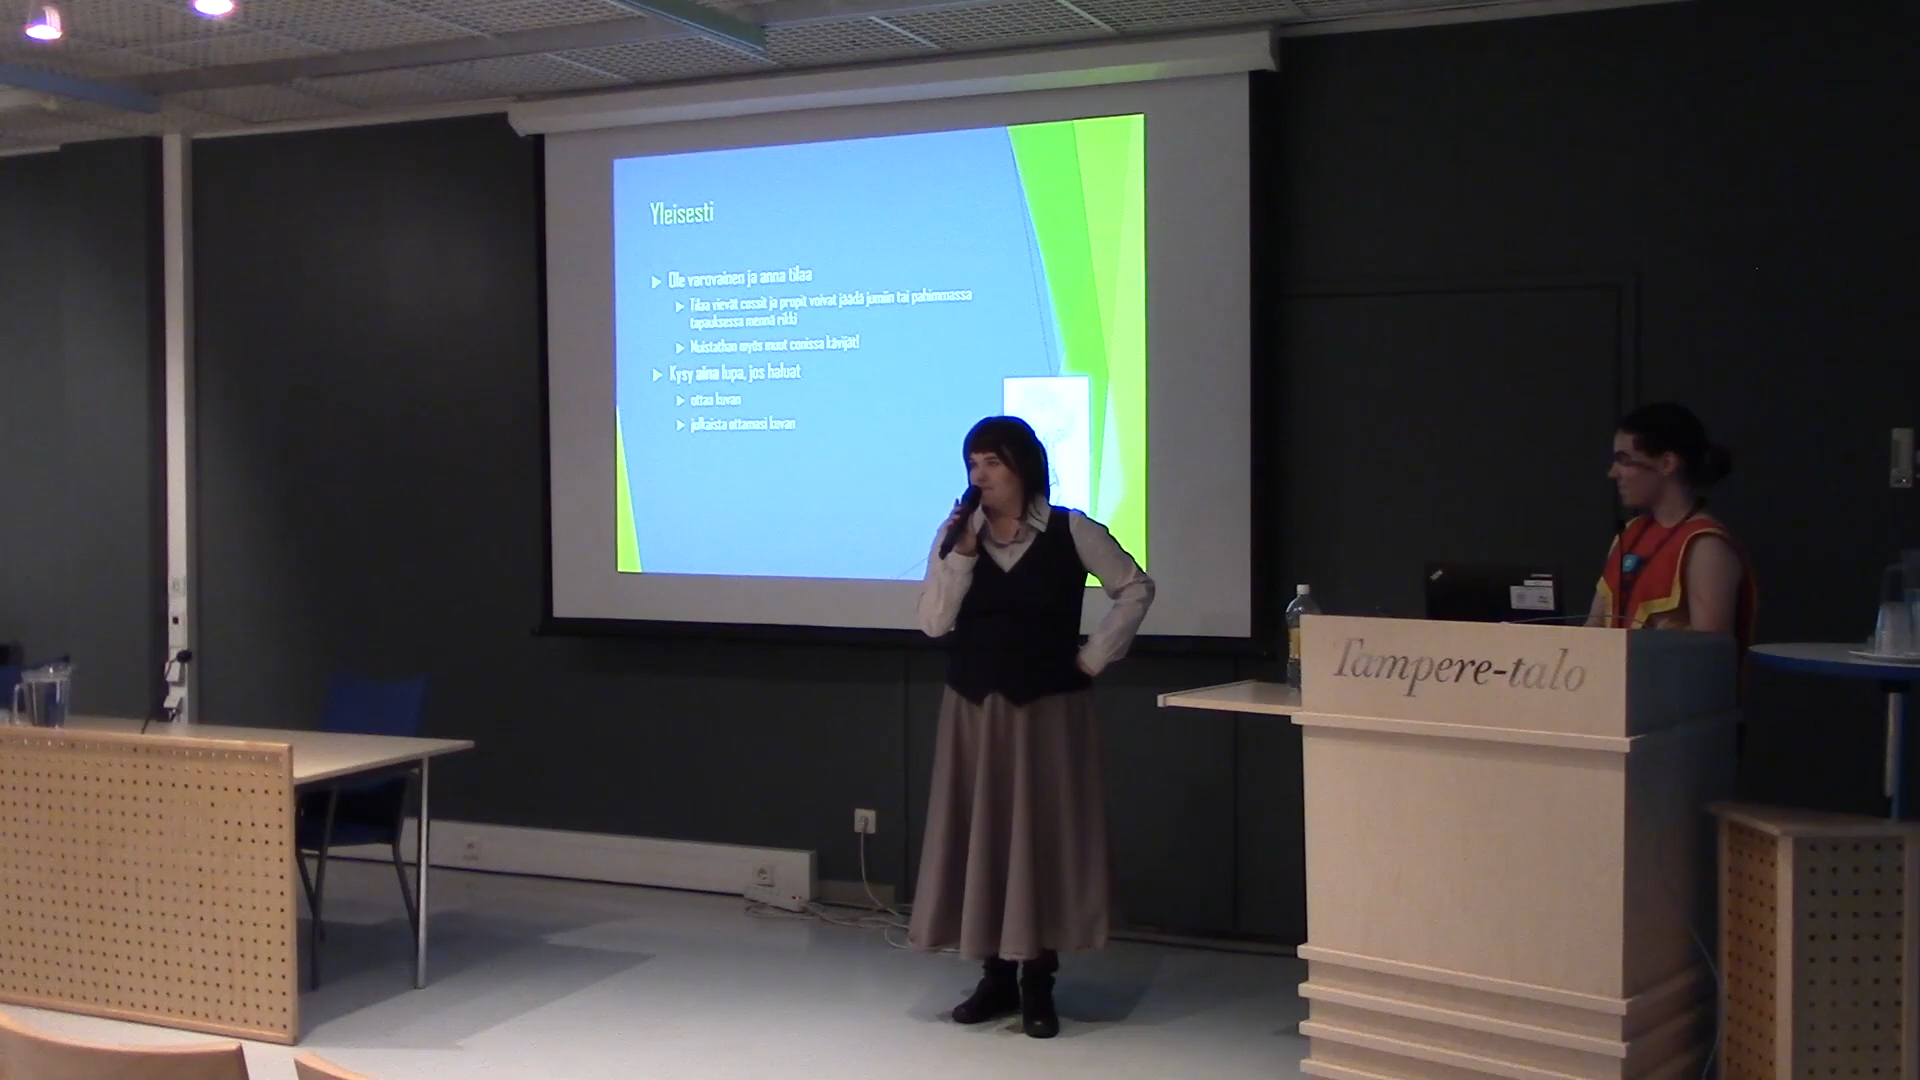 Yleisesti
Ole varovainen ja anna tilaa
Tilaa vievät cossit ja propit voivat jäädä jumiin tai pahimmassa
tapauksessa mennä rikki
Muistathan myös muut conissa kävijät!
Kysy aina lupa, jos haluat
ottaa kuvan
julkaista ottamasi kuvan
Tampere-talo